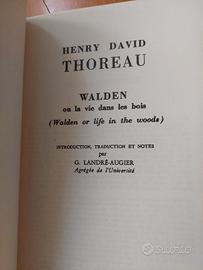 HENRY DAVID
THOREAU
WALDEN
ou la vie dans les bois
(Walden or life in the woods)
INTRODUCTION, TRADUCTION ET NOTES
par
G. LANDRÉ-AUGIER
Agrégée de l'Université
subito